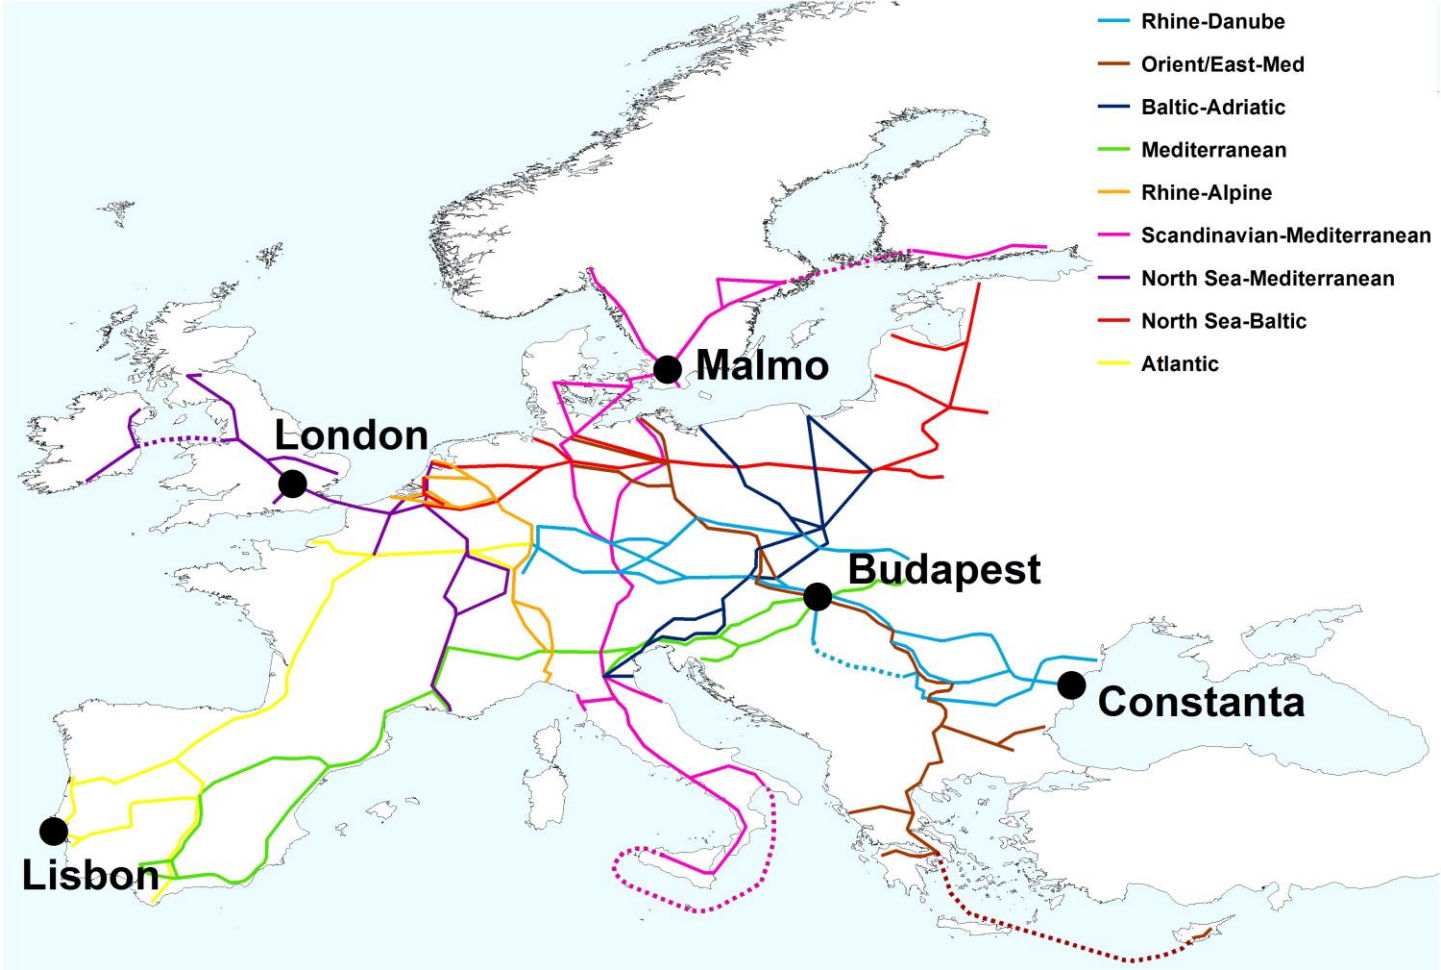 Rhine-Danube
Orient/East-Med
Baltic-Adriatic
Mediterranean
Rhine-Alpine
Scandinavian-Mediterranean
North Sea-Mediterranean
North Sea-Baltic
Atlantic
Malmo
London
Budapest
Constanta
Lisbon